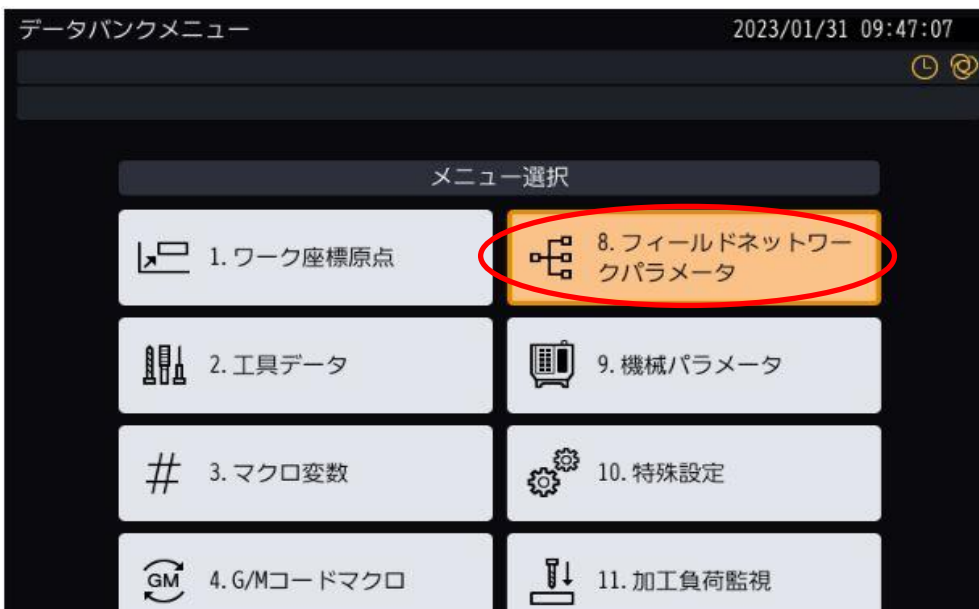 データバンクメニュー 2023/01/31 09:47:07
メニュー選択
1.ワーク座標原点
8.フィールドネットワー
クパラメータ
2.工具データ
9.機械パラメータ
# 3.マクロ変数
10.特殊設定
GM 4.G/Mコードマクロ
11.加工負荷監視